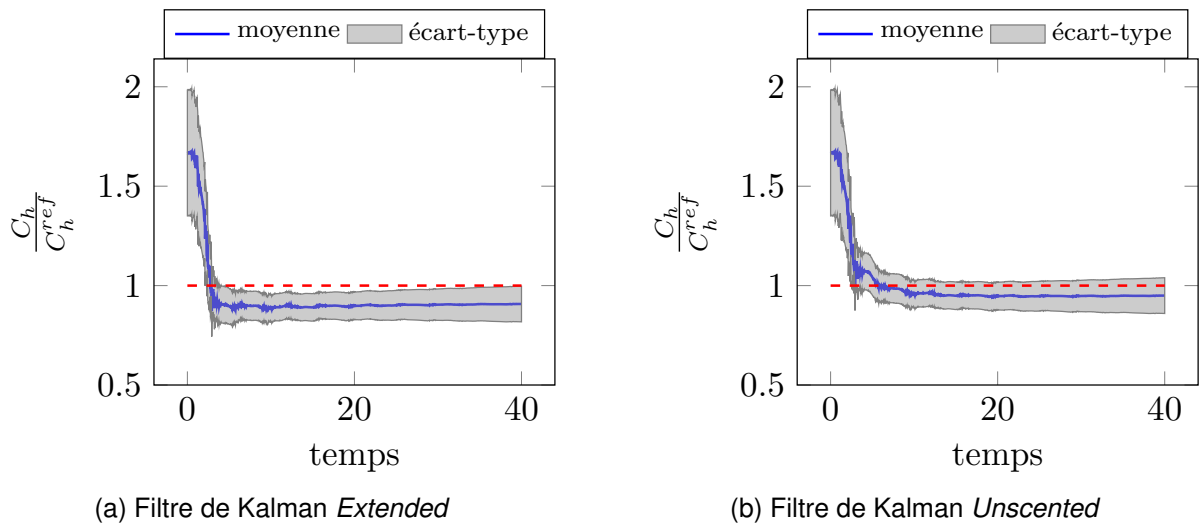 moyenne écart-type
2
1.5
1
0.5
C_h
C_h^{ref}
0 20 40
temps
(a) Filtre de Kalman Extended
moyenne écart-type
2
1.5
1
0.5
C_h
C_h^{ref}
0 20 40
temps
(b) Filtre de Kalman Unscented